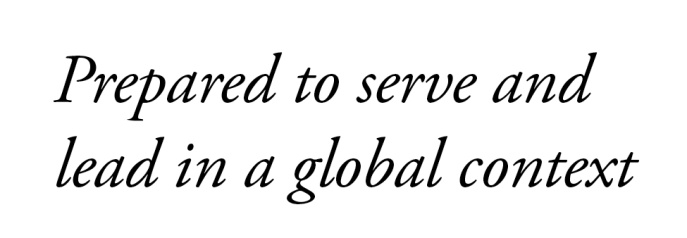 Prepared to serve and
lead in a global context